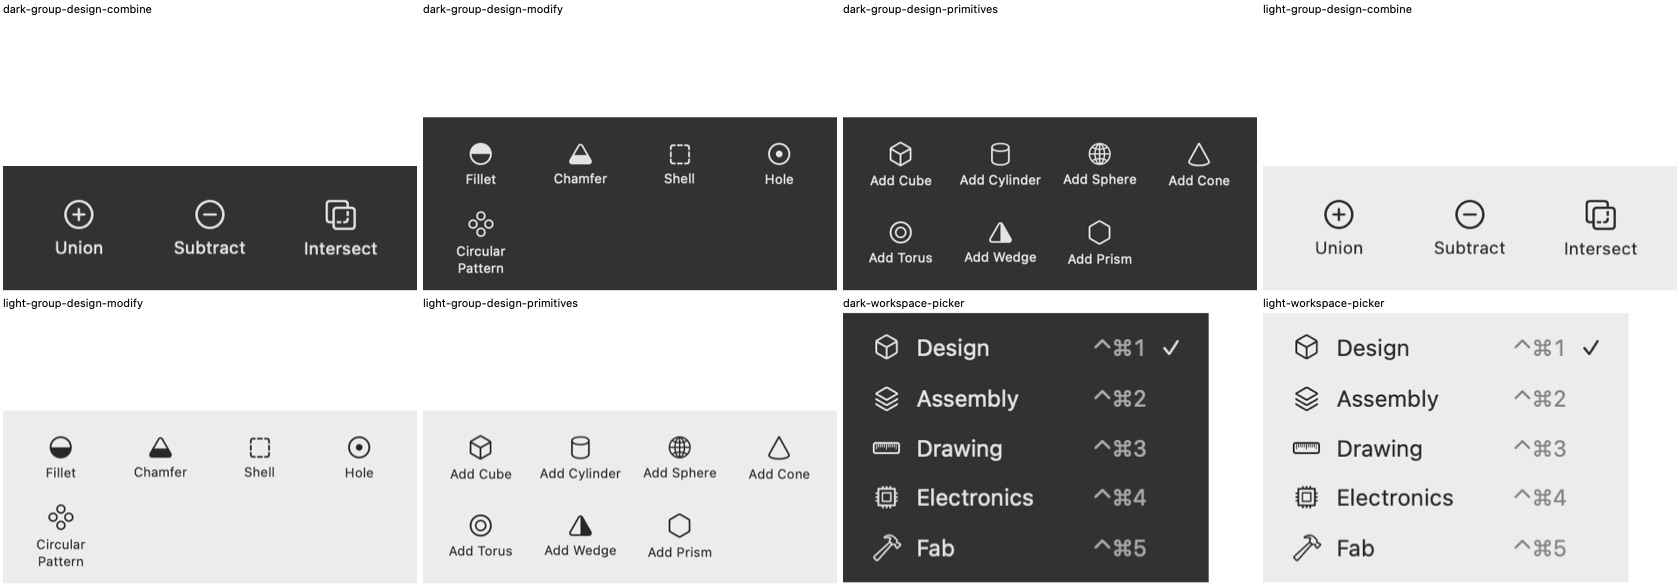 dark-group-design-combine
dark-group-design-modify
dark-group-design-primitives
light-group-design-combine
Union
Subtract
Intersect
Fillet
Chamfer
Shell
Hole
Circular
Pattern
Add Cube
Add Cylinder
Add Sphere
Add Cone
Add Torus
Add Wedge
Add Prism
Union
Subtract
Intersect
light-group-design-modify
light-group-design-primitives
dark-workspace-picker
light-workspace-picker
Fillet
Chamfer
Shell
Hole
Circular
Pattern
Add Cube
Add Cylinder
Add Sphere
Add Cone
Add Torus
Add Wedge
Add Prism
Design ^⌘1 ✓
Assembly ^⌘2
Drawing ^⌘3
Electronics ^⌘4
Fab ^⌘5
Design ^⌘1 ✓
Assembly ^⌘2
Drawing ^⌘3
Electronics ^⌘4
Fab ^⌘5